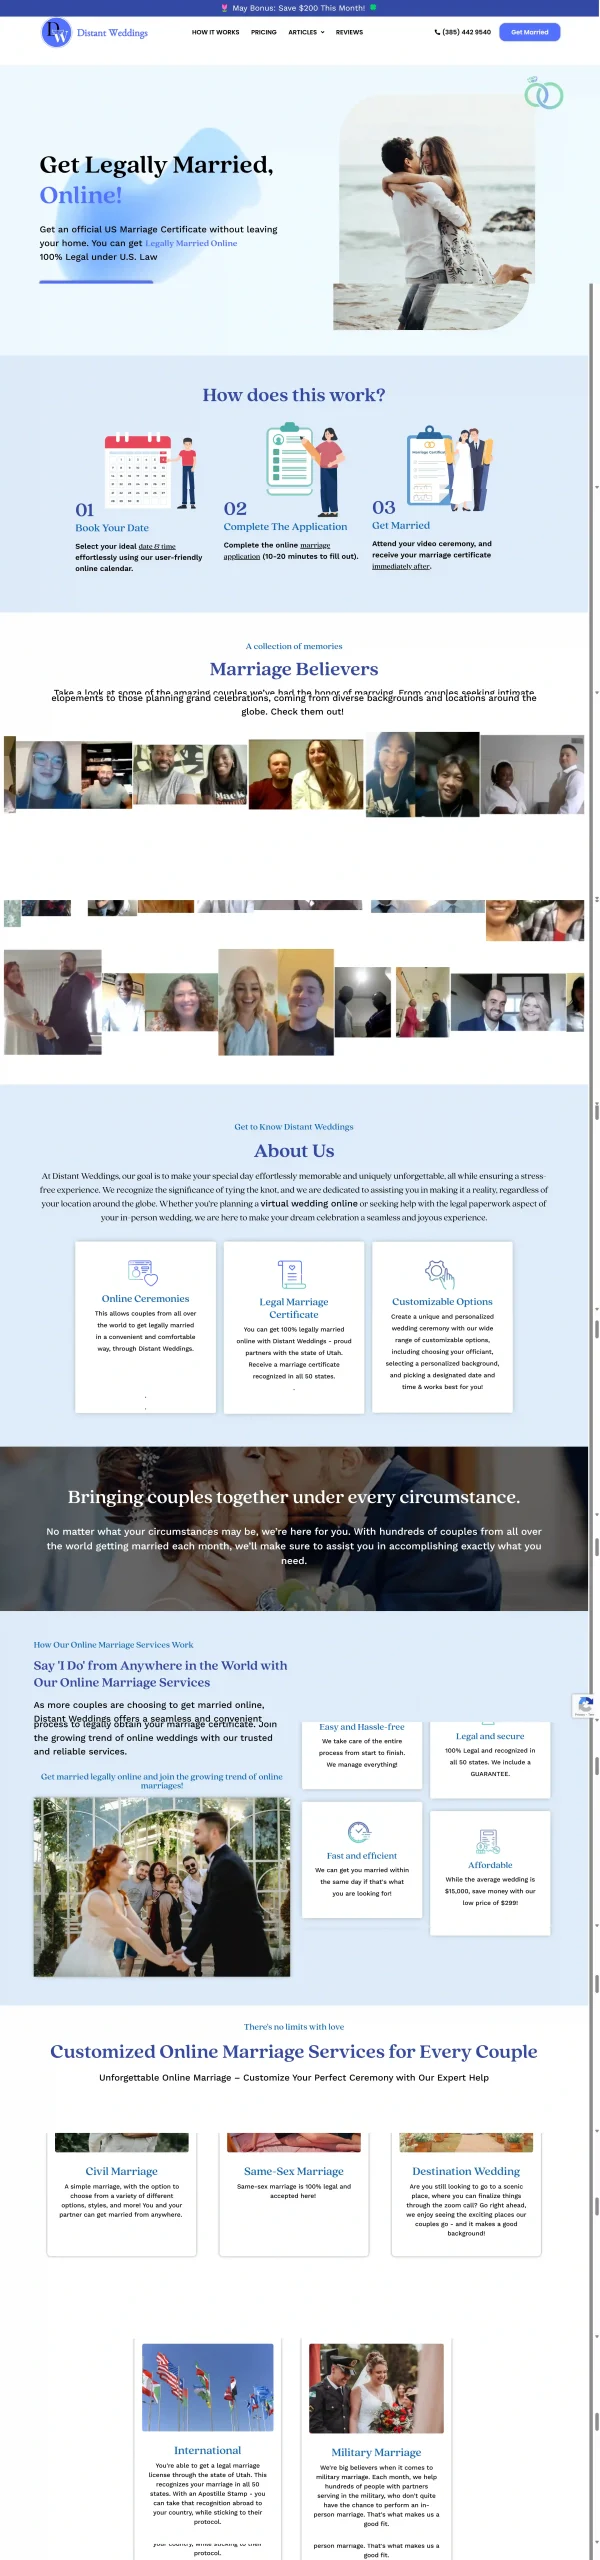 May Bonus: Save $200 This Month!
DW Distant Weddings
HOW IT WORKS
PRICING
ARTICLES
REVIEWS
(385) 442 9540
Get Married
Get Legally Married,
Online!
Get an official US Marriage Certificate without leaving
your home. You can get Legally Married Online
100% Legal under U.S. Law
How does this work?
01
Book Your Date
Select your ideal date & time
effortlessly using our user-friendly
online calendar.
02
Complete The Application
Complete the online marriage
application (10-20 minutes to fill out).
Marriage Certificate
03
Get Married
Attend your video ceremony, and
receive your marriage certificate
immediately after.
A collection of memories
Marriage Believers
Take a look at some of the amazing couples we've had the honor of marrying. From couples seeking intimate
elopements to those planning grand celebrations, coming from diverse backgrounds and locations around the
globe. Check them out!
Get to Know Distant Weddings
About Us
At Distant Weddings, our goal is to make your special day effortlessly memorable and uniquely unforgettable, all while ensuring a stress-
free experience. We recognize the significance of tying the knot, and we are dedicated to assisting you in making it a reality, regardless of
your location around the globe. Whether you're planning a virtual wedding online or seeking help with the legal paperwork aspect of
your in-person wedding, we are here to make your dream celebration a seamless and joyous experience.
Online Ceremonies
This allows couples from all over
the world to get legally married
in a convenient and comfortable
way, through Distant Weddings.
.
.
Legal Marriage
Certificate
You can get 100% legally married
online with Distant Weddings - proud
partners with the state of Utah.
Receive a marriage certificate
recognized in all 50 states.
.
Customizable Options
Create a unique and personalized
wedding ceremony with our wide
range of customizable options,
including choosing your officiant,
selecting a personalized background,
and picking a designated date and
time & works best for you!
Bringing couples together under every circumstance.
No matter what your circumstances may be, we're here for you. With hundreds of couples from all over
the world getting married each month, we'll make sure to assist you in accomplishing exactly what you
need.
How Our Online Marriage Services Work
Say 'I Do' from Anywhere in the World with
Our Online Marriage Services
As more couples are choosing to get married online,
Distant Weddings offers a seamless and convenient
process to legally obtain your marriage certificate. Join
the growing trend of online weddings with our trusted
and reliable services.
Get married legally online and join the growing trend of online
marriages!
Easy and Hassle-free
We take care of the entire
process from start to finish.
We manage everything!
Legal and secure
100% Legal and recognized in
all 50 states. We include a
GUARANTEE.
Fast and efficient
We can get you married within
the same day if that's what
you are looking for!
Affordable
While the average wedding is
$15,000, save money with our
low price of $299!
There's no limits with love
Customized Online Marriage Services for Every Couple
Unforgettable Online Marriage – Customize Your Perfect Ceremony with Our Expert Help
Civil Marriage
A simple marriage, with the option to
choose from a variety of different
options, styles, and more! You and your
partner can get married from anywhere.
Same-Sex Marriage
Same-sex marriage is 100% legal and
accepted here!
Destination Wedding
Are you still looking to go to a scenic
place, where you can finalize things
through the zoom call? Go right ahead,
we enjoy seeing the exciting places our
couples go - and it makes a good
background!
International
You're able to get a legal marriage
license through the state of Utah. This
recognizes your marriage in all 50
states. With an Apostille Stamp - you
can take that recognition abroad to
your country, while sticking to their
protocol.
your country, while sticking to their
protocol.
Military Marriage
We're big believers when it comes to
military marriage. Each month, we help
hundreds of people with partners
serving in the military, who don't quite
have the chance to perform an in-
person marriage. That's what makes us a
good fit.
person marriage. That's what makes us a
good fit.